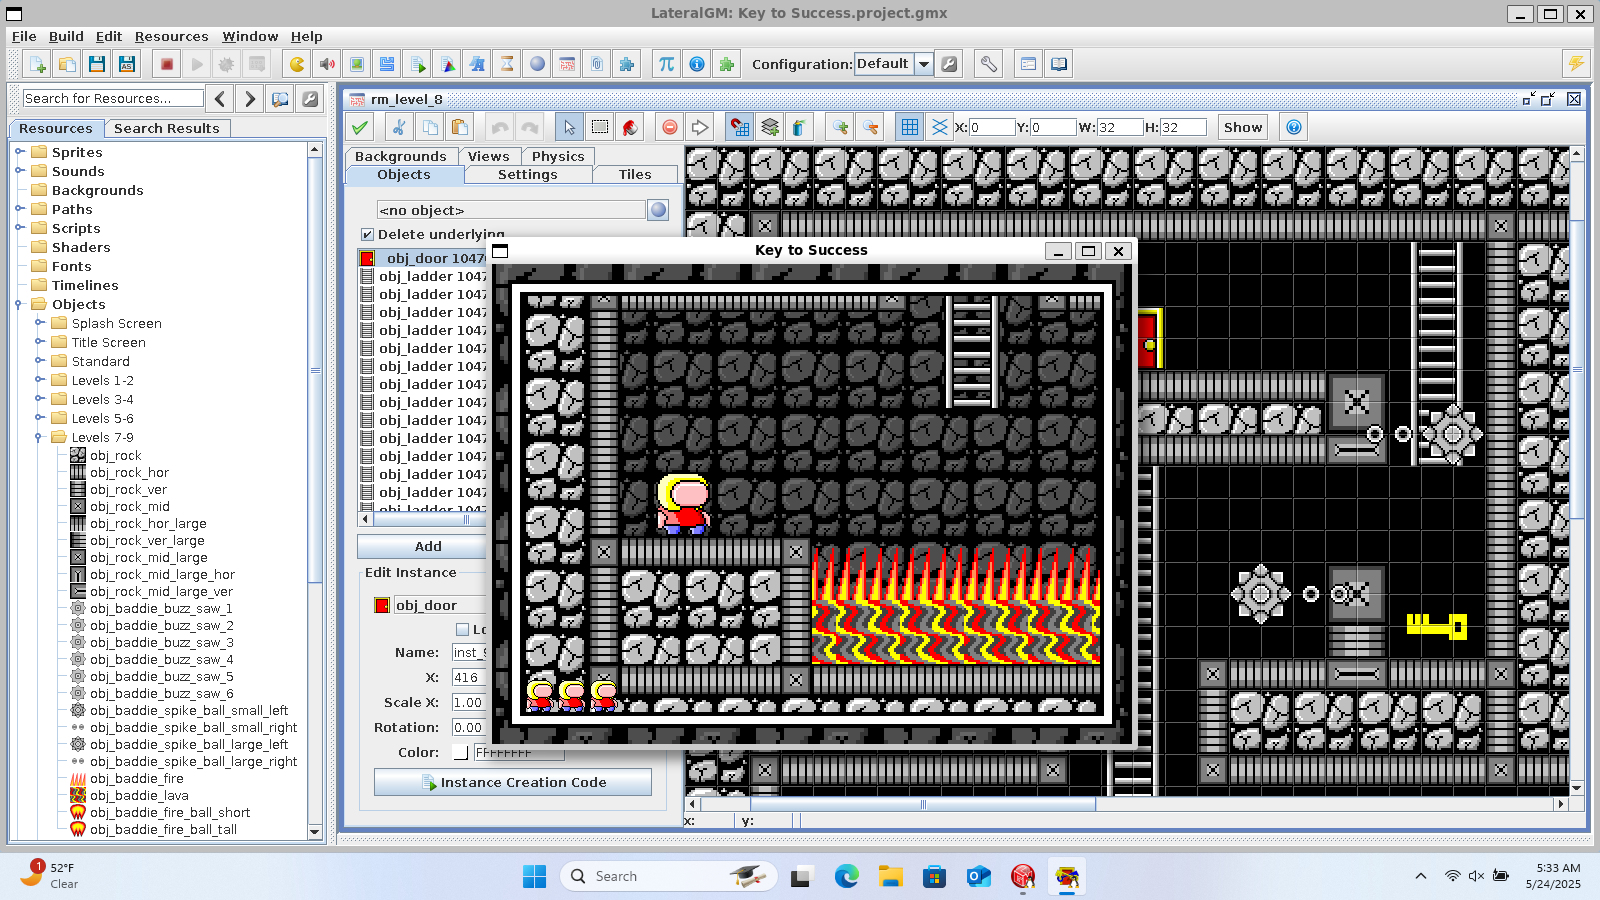 LateralGM: Key to Success.project.gmx
File Build Edit Resources Window Help
Configuration: Default
Search for Resources...
Resources Search Results
Sprites
Sounds
Backgrounds
Paths
Scripts
Shaders
Fonts
Timelines
Objects
Splash Screen
Title Screen
Standard
Levels 1-2
Levels 3-4
Levels 5-6
Levels 7-9
obj_rock
obj_rock_hor
obj_rock_ver
obj_rock_mid
obj_rock_hor_large
obj_rock_ver_large
obj_rock_mid_large
obj_rock_mid_large_hor
obj_rock_mid_large_ver
obj_baddie_buzz_saw_1
obj_baddie_buzz_saw_2
obj_baddie_buzz_saw_3
obj_baddie_buzz_saw_4
obj_baddie_buzz_saw_5
obj_baddie_buzz_saw_6
obj_baddie_spike_ball_small_left
obj_baddie_spike_ball_small_right
obj_baddie_spike_ball_large_left
obj_baddie_spike_ball_large_right
obj_baddie_fire
obj_baddie_lava
obj_baddie_fire_ball_short
obj_baddie_fire_ball_tall
rm_level_8
X: 0 Y: 0 W: 32 H: 32 Show
Backgrounds Views Physics
Objects Settings Tiles
<no object>
Delete underlying
obj_door 1047
obj_ladder 1047
obj_ladder 1047
obj_ladder 1047
obj_ladder 1047
obj_ladder 1047
obj_ladder 1047
obj_ladder 1047
obj_ladder 1047
obj_ladder 1047
obj_ladder 1047
obj_ladder 1047
obj_ladder 1047
obj_ladder 1047
Add
Edit Instance
obj_door
Name: inst_
X: 416
Scale X: 1.00
Rotation: 0.00
Color: FFFFFFFF
Instance Creation Code
Key to Success
x: y:
1
52°F
Clear
Search
5:33 AM
5/24/2025